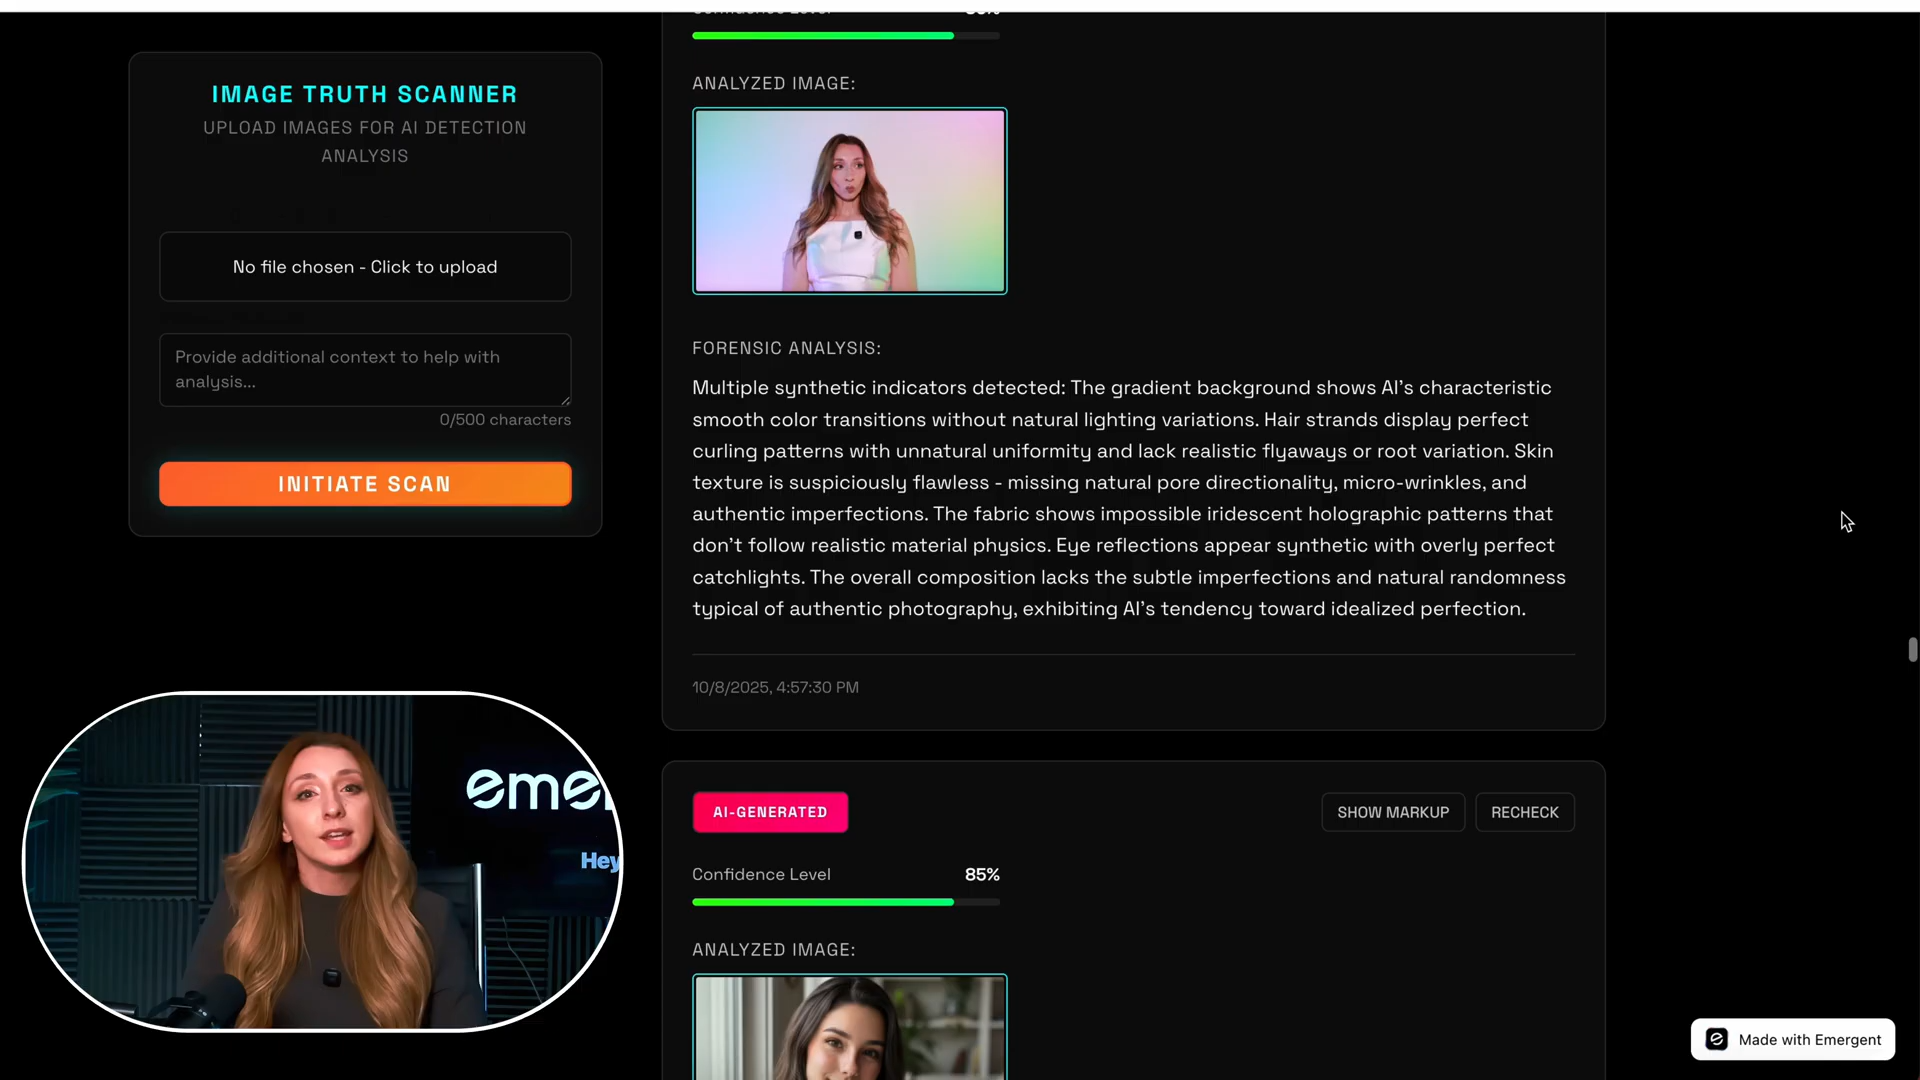 IMAGE TRUTH SCANNER
UPLOAD IMAGES FOR AI DETECTION
ANALYSIS
No file chosen - Click to upload
Provide additional context to help with
analysis...
0/500 characters
INITIATE SCAN
Confidence Level
ANALYZED IMAGE:
FORENSIC ANALYSIS:
Multiple synthetic indicators detected: The gradient background shows AI's characteristic
smooth color transitions without natural lighting variations. Hair strands display perfect
curling patterns with unnatural uniformity and lack realistic flyaways or root variation. Skin
texture is suspiciously flawless - missing natural pore directionality, micro-wrinkles, and
authentic imperfections. The fabric shows impossible iridescent holographic patterns that
don't follow realistic material physics. Eye reflections appear synthetic with overly perfect
catchlights. The overall composition lacks the subtle imperfections and natural randomness
typical of authentic photography, exhibiting AI's tendency toward idealized perfection.
10/8/2025, 4:57:30 PM
AI-GENERATED
SHOW MARKUP
RECHECK
Confidence Level
85%
ANALYZED IMAGE:
eme
Hey
Made with Emergent